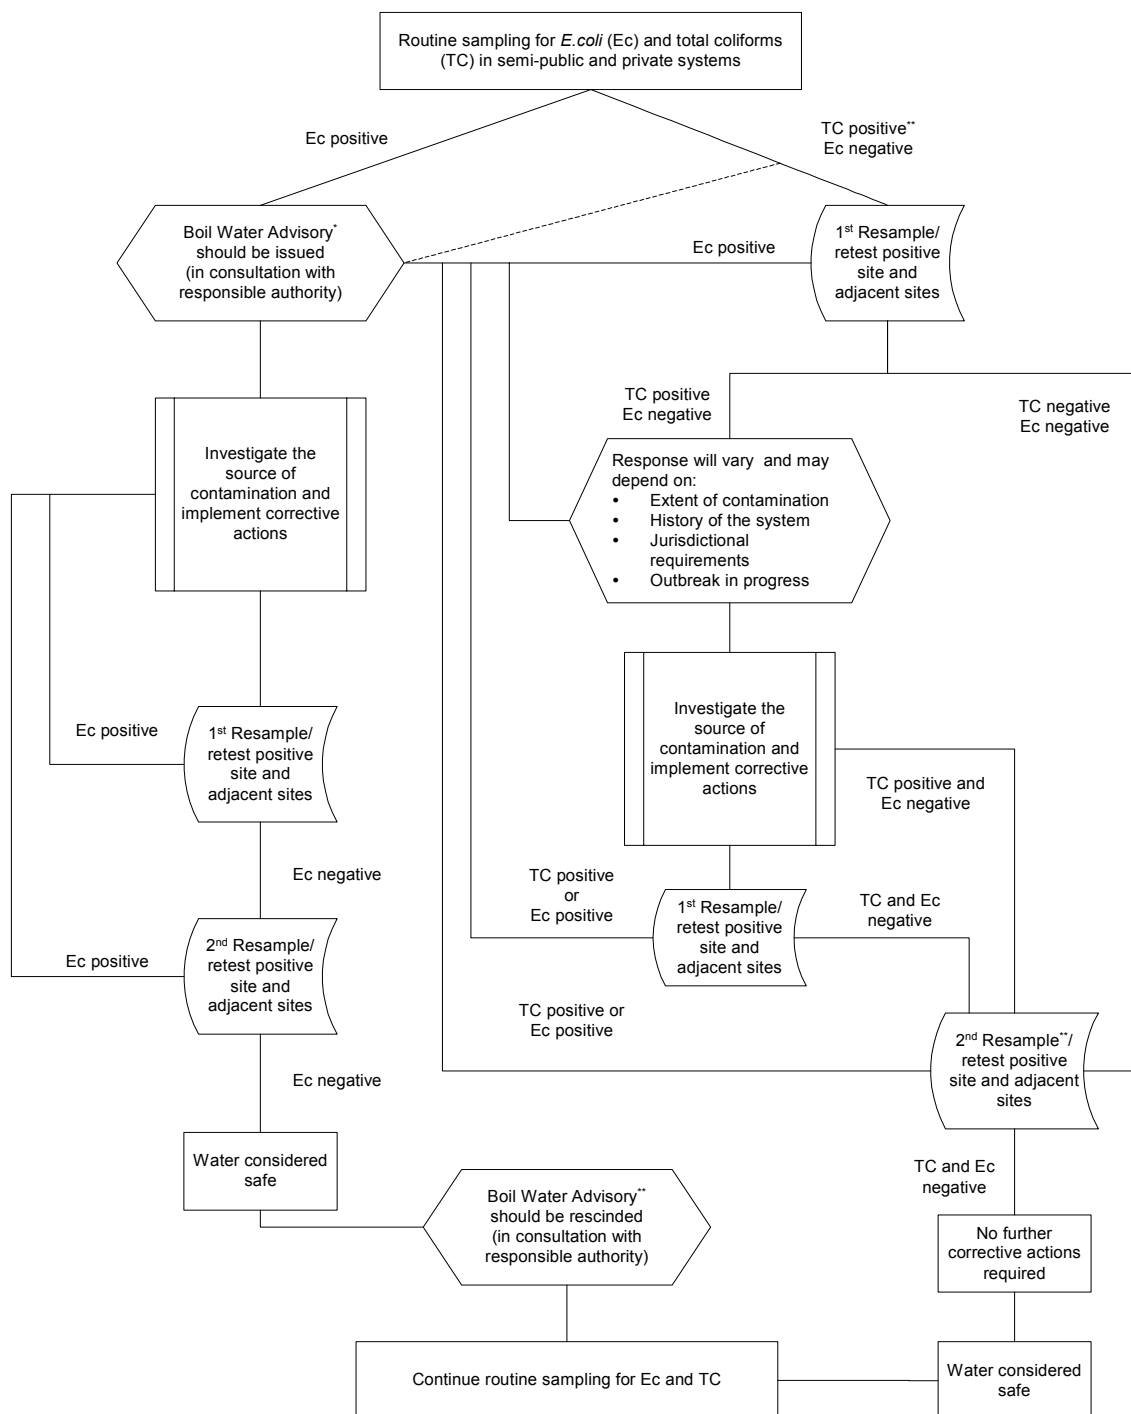 Routine sampling for E.coli (Ec) and total coliforms
(TC) in semi-public and private systems
Ec positive
TC positive**
Ec negative
Boil Water Advisory*
should be issued
(in consultation with
responsible authority)
Ec positive
1st Resample/
retest positive
site and
adjacent sites
TC positive
Ec negative
TC negative
Ec negative
Investigate the
source of
contamination and
implement corrective
actions
Response will vary and may
depend on:
• Extent of contamination
• History of the system
• Jurisdictional
requirements
• Outbreak in progress
Investigate the
source of
contamination and
implement corrective
actions
Ec positive
1st Resample/
retest positive
site and
adjacent sites
TC positive and
Ec negative
Ec negative
TC positive
or
Ec positive
1st Resample/
retest positive
site and
adjacent sites
TC and Ec
negative
Ec positive
2nd Resample/
retest positive
site and
adjacent sites
TC positive or
Ec positive
2nd Resample**/
retest positive
site and adjacent
sites
Ec negative
Water considered
safe
TC and Ec
negative
Boil Water Advisory**
should be rescinded
(in consultation with
responsible authority)
No further
corrective actions
required
Continue routine sampling for Ec and TC
Water considered
safe